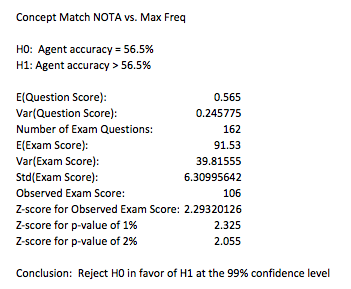 Concept Match NOTA vs. Max Freq
H0: Agent accuracy = 56.5%
H1: Agent accuracy > 56.5%
E(Question Score): 0.565
Var(Question Score): 0.245775
Number of Exam Questions: 162
E(Exam Score): 91.53
Var(Exam Score): 39.81555
Std(Exam Score): 6.30995642
Observed Exam Score: 106
Z-score for Observed Exam Score: 2.29320126
Z-score for p-value of 1% 2.325
Z-score for p-value of 2% 2.055
Conclusion: Reject H0 in favor of H1 at the 99% confidence level